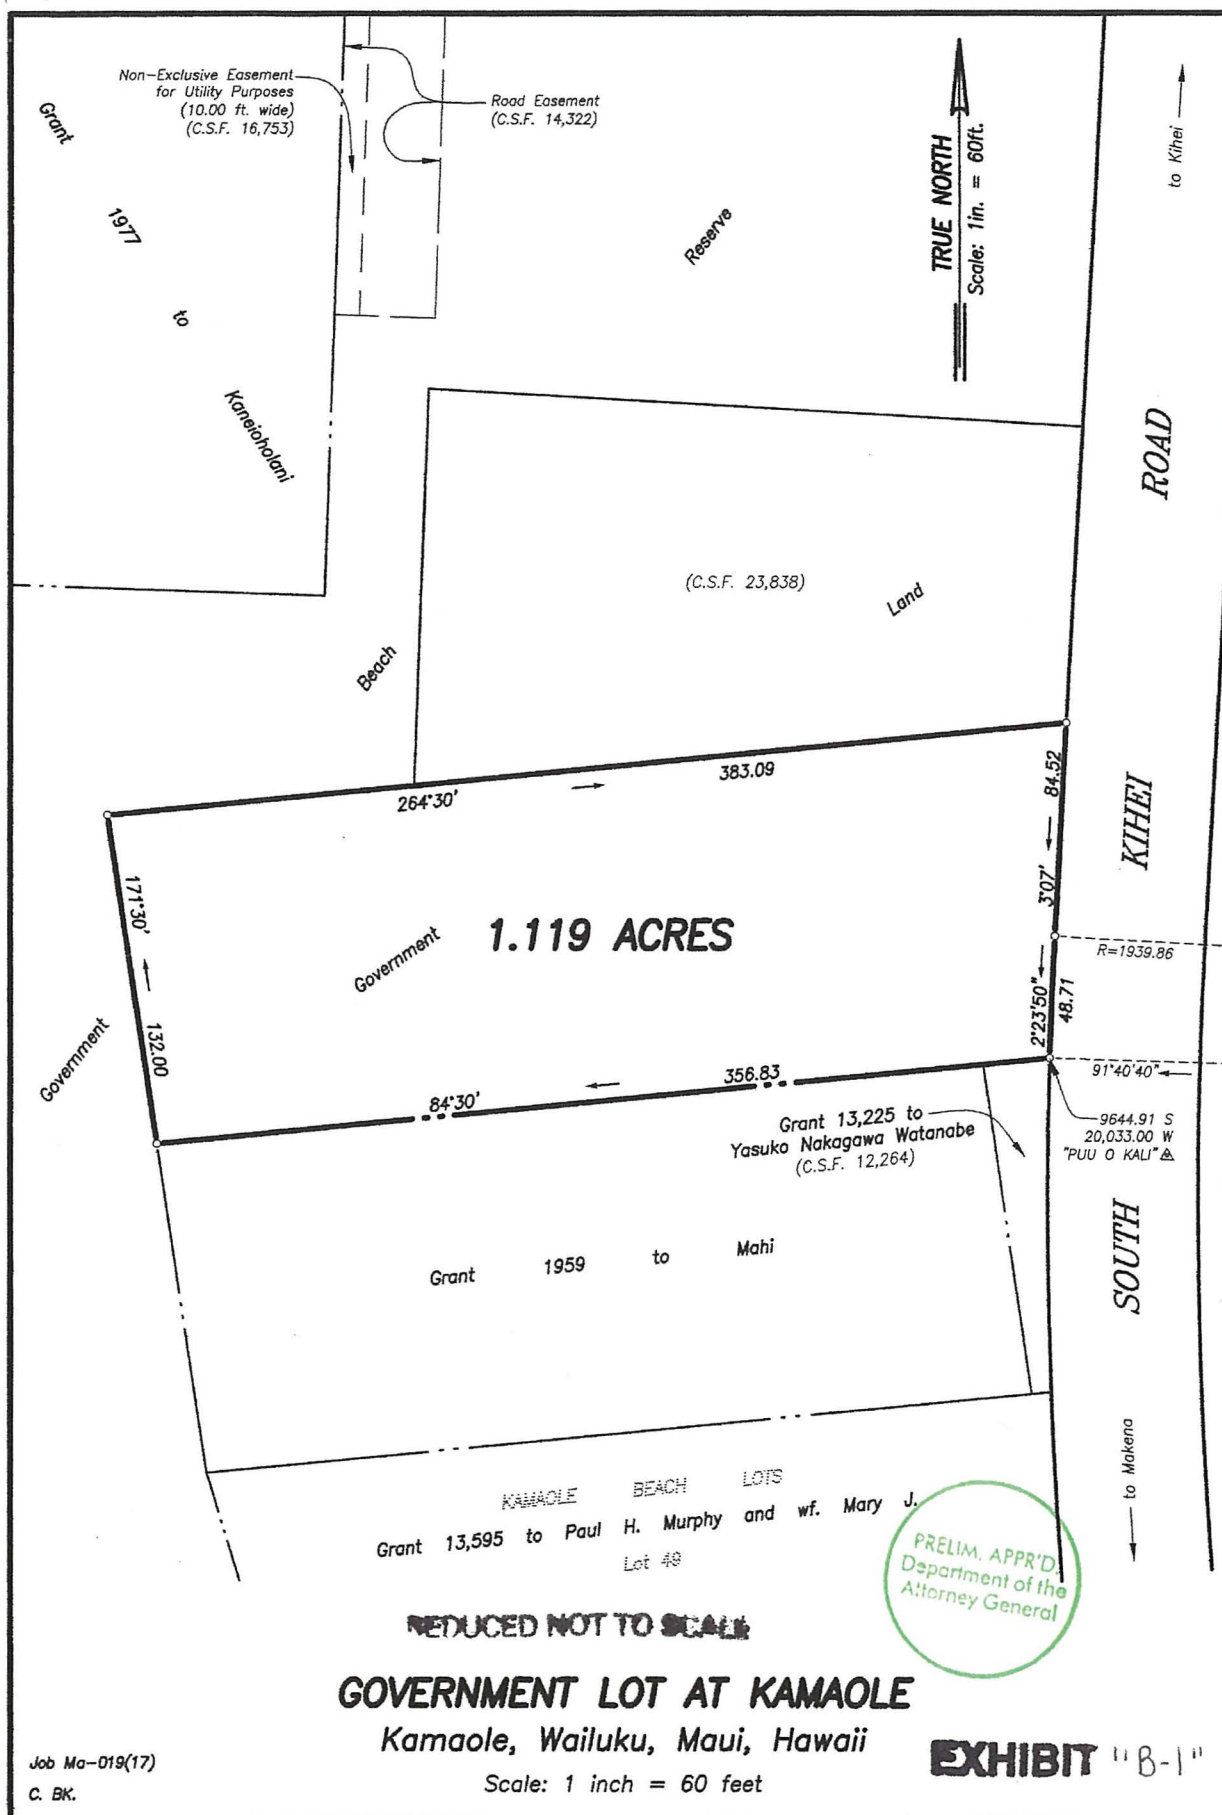 Non-Exclusive Easement
for Utility Purposes
(10.00 ft. wide)
(C.S.F. 16,753)
Road Easement
(C.S.F. 14,322)
Grant
1977
to
Kaneioholani
Reserve
TRUE NORTH
Scale: 1in. = 60ft.
to Kihei
ROAD
(C.S.F. 23,838)
Land
Beach
383.09
264°30'
84.52
3°07'
KIHEI
171°30'
132.00
1.119 ACRES
Government
Government
R=1939.86
2°23'50"
48.71
91°40'40"
356.83
84°30'
9644.91 S
20,033.00 W
"PUU O KALI"
Grant 13,225 to
Yasuko Nakagawa Watanabe
(C.S.F. 12,264)
SOUTH
Grant 1959 to Mahi
to Makena
KAMAOLE BEACH LOTS
Grant 13,595 to Paul H. Murphy and wf. Mary J.
Lot 49
PRELIM. APPR'D.
Department of the
Attorney General
REDUCED NOT TO SCALE
GOVERNMENT LOT AT KAMAOLE
Kamaole, Wailuku, Maui, Hawaii
Scale: 1 inch = 60 feet
Job Ma-019(17)
C. BK.
EXHIBIT "B-1"